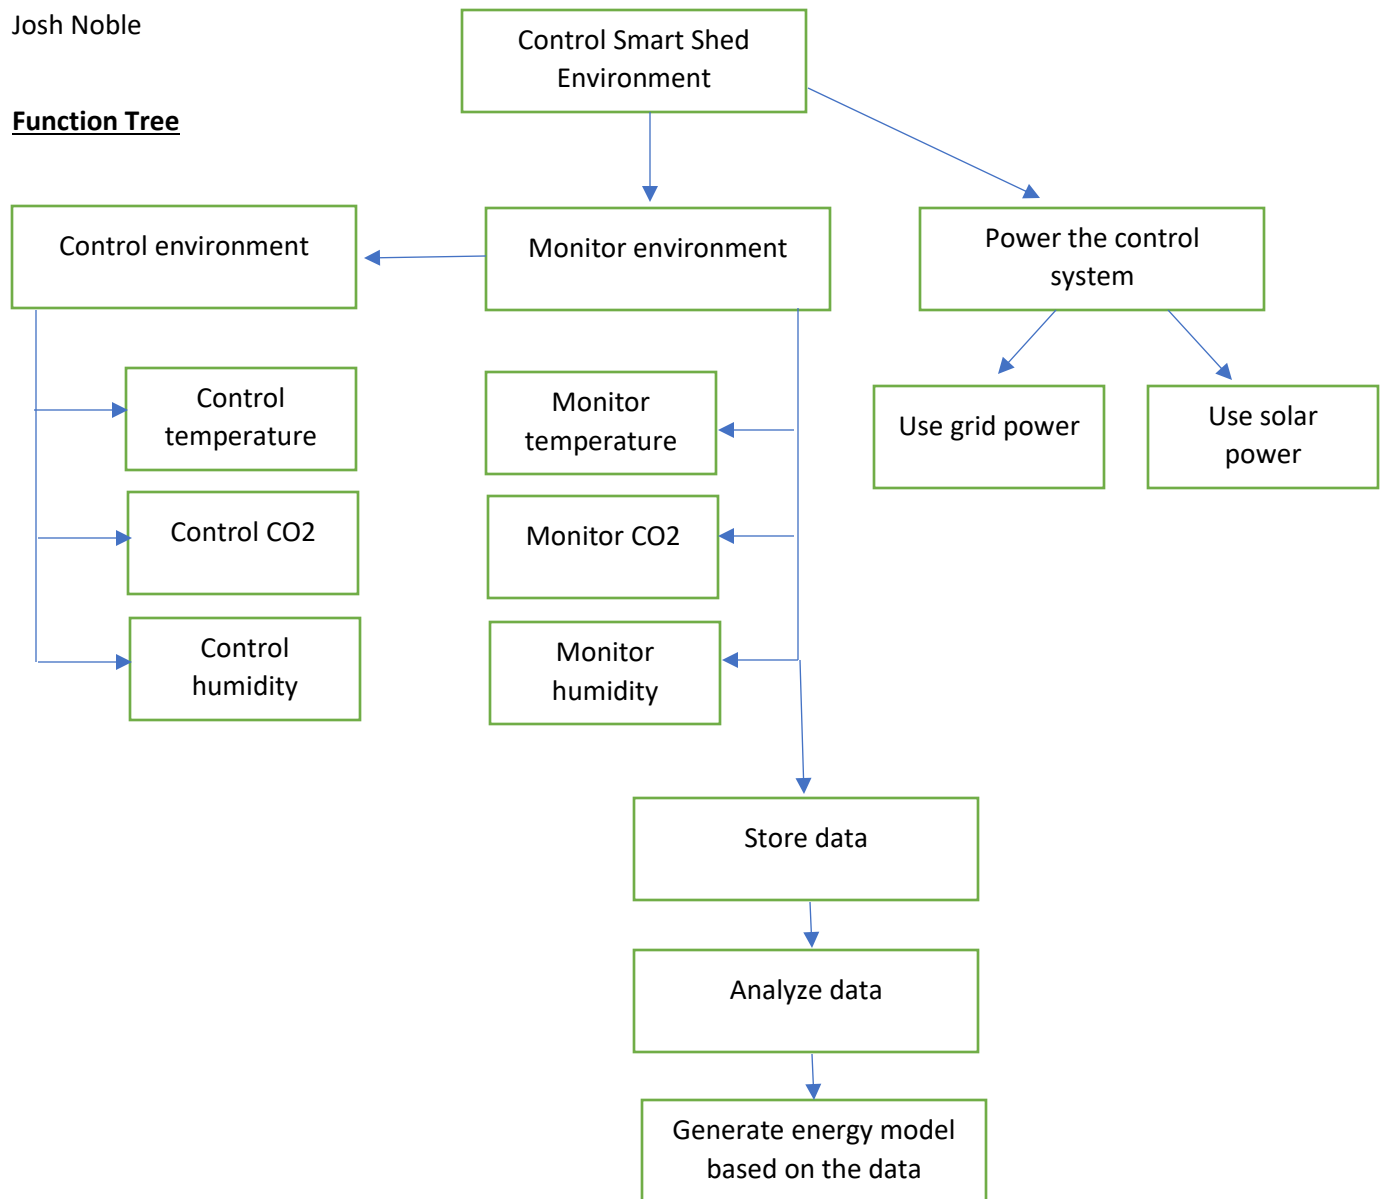 Josh Noble
Control Smart Shed
Environment
Function Tree
Control environment
Monitor environment
Power the control
system
Control
temperature
Monitor
temperature
Use grid power
Use solar
power
Control CO2
Monitor CO2
Control
humidity
Monitor
humidity
Store data
Analyze data
Generate energy model
based on the data